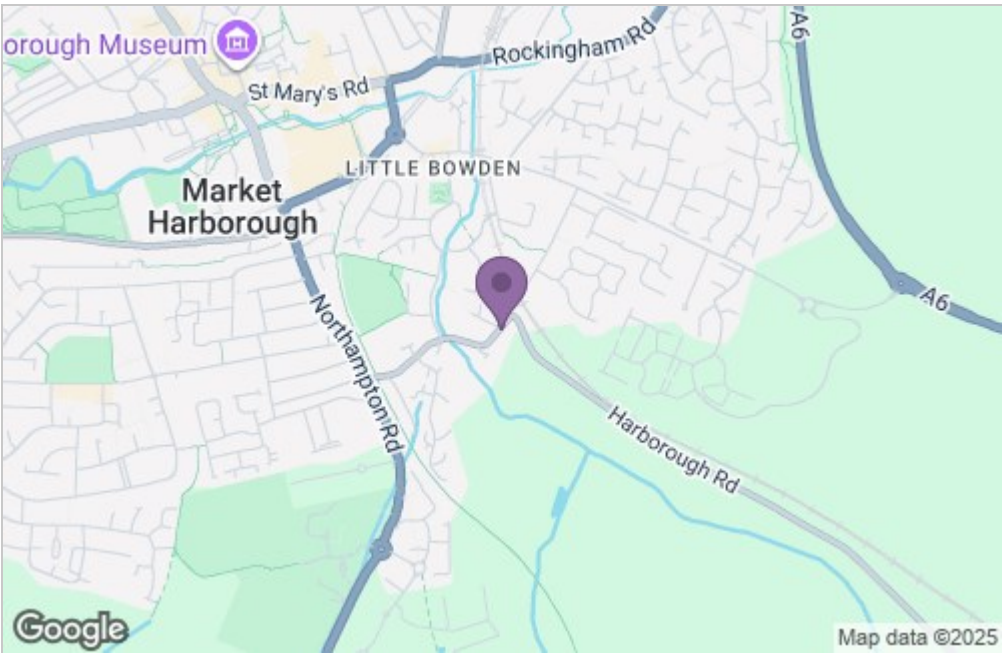 orough Museum
St Mary's Rd
Rockingham Rd
A6
LITTLE BOWDEN
Market
Harborough
A6
Northampton Rd
Harborough Rd
Google
Map data ©2025